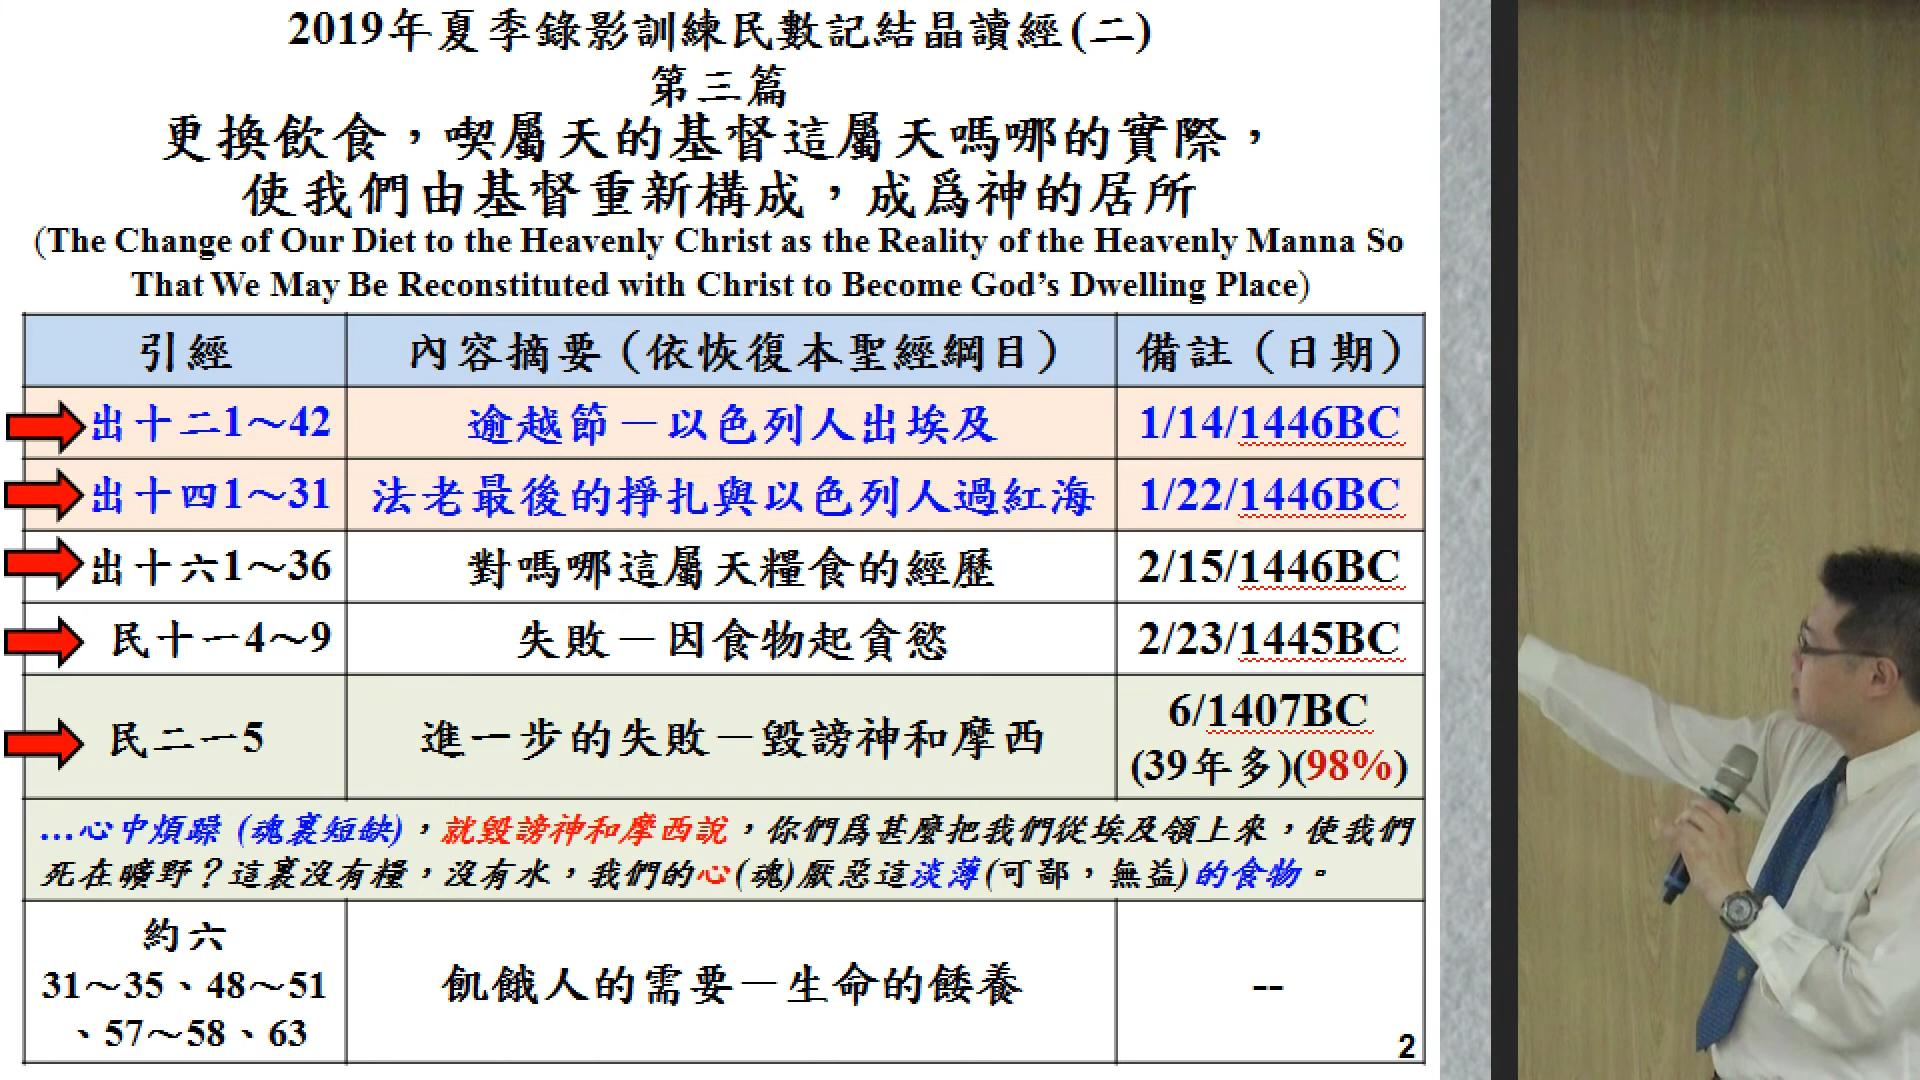 2019年夏季錄影訓練民數記結晶讀經(二)
第三篇
更換飲食，喫屬天的基督這屬天嗎哪的實際，
使我們由基督重新構成，成爲神的居所
(The Change of Our Diet to the Heavenly Christ as the Reality of the Heavenly Manna So
That We May Be Reconstituted with Christ to Become God’s Dwelling Place)
引經 內容摘要（依恢復本聖經綱目） 備註（日期）
出十二1～42 逾越節－以色列人出埃及 1/14/1446BC
出十四1～31 法老最後的掙扎與以色列人過紅海 1/22/1446BC
出十六1～36 對嗎哪這屬天糧食的經歷 2/15/1446BC
民十一4～9 失敗－因食物起貪慾 2/23/1445BC
民二一5 進一步的失敗－毀謗神和摩西 6/1407BC
(39年多)(98%)
…心中煩躁 (魂裏短缺)，就毀謗神和摩西說，你們爲甚麼把我們從埃及領上來，使我們
死在曠野？這裏沒有糧，沒有水，我們的心(魂)厭惡這淡薄(可鄙，無益)的食物。
約六
31～35、48～51
、57～58、63
飢餓人的需要－生命的餧養 --
2